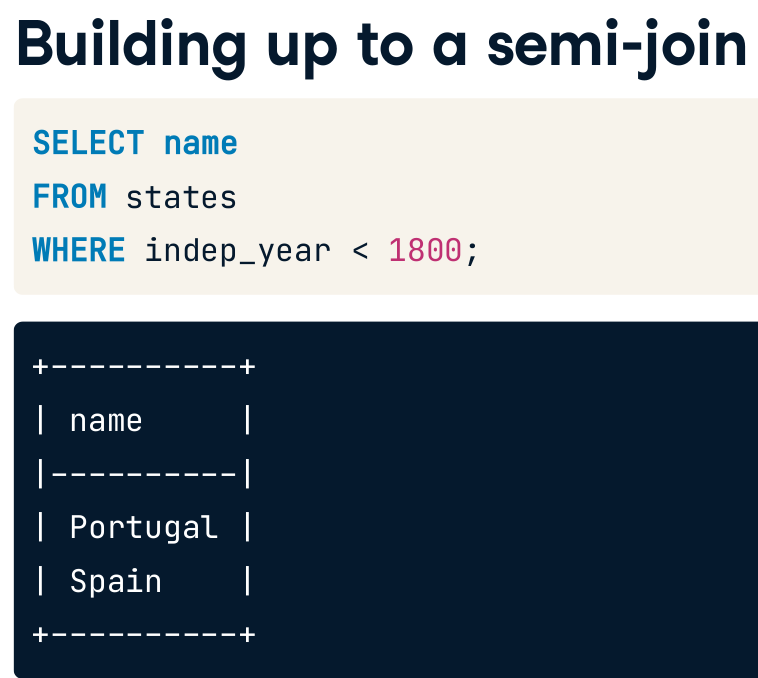 Building up to a semi-join
SELECT name
FROM states
WHERE indep_year < 1800;
+----------+
| name     |
|----------|
| Portugal |
| Spain    |
+----------+